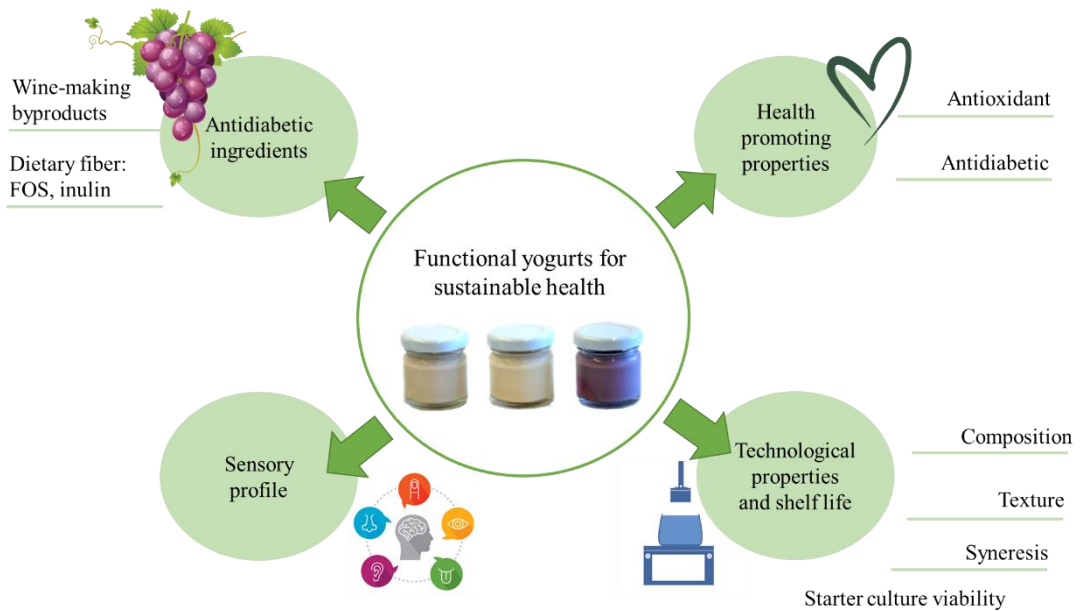 Wine-making
byproducts
Dietary fiber:
FOS, inulin
Antidiabetic
ingredients
Health
promoting
properties
Antioxidant
Antidiabetic
Functional yogurts for
sustainable health
Sensory
profile
Technological
properties
and shelf life
Composition
Texture
Syneresis
Starter culture viability